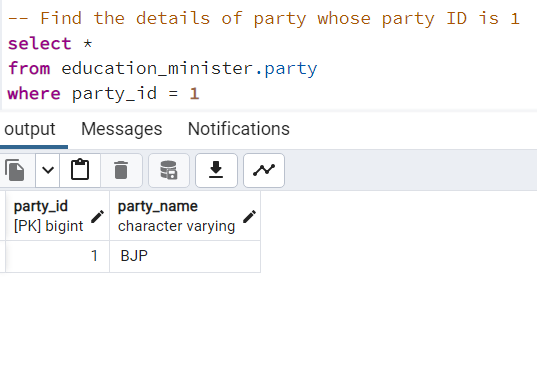 -- Find the details of party whose party ID is 1
select *
from education_minister.party
where party_id = 1
output Messages Notifications
party_id party_name
[PK] bigint character varying
1 BJP